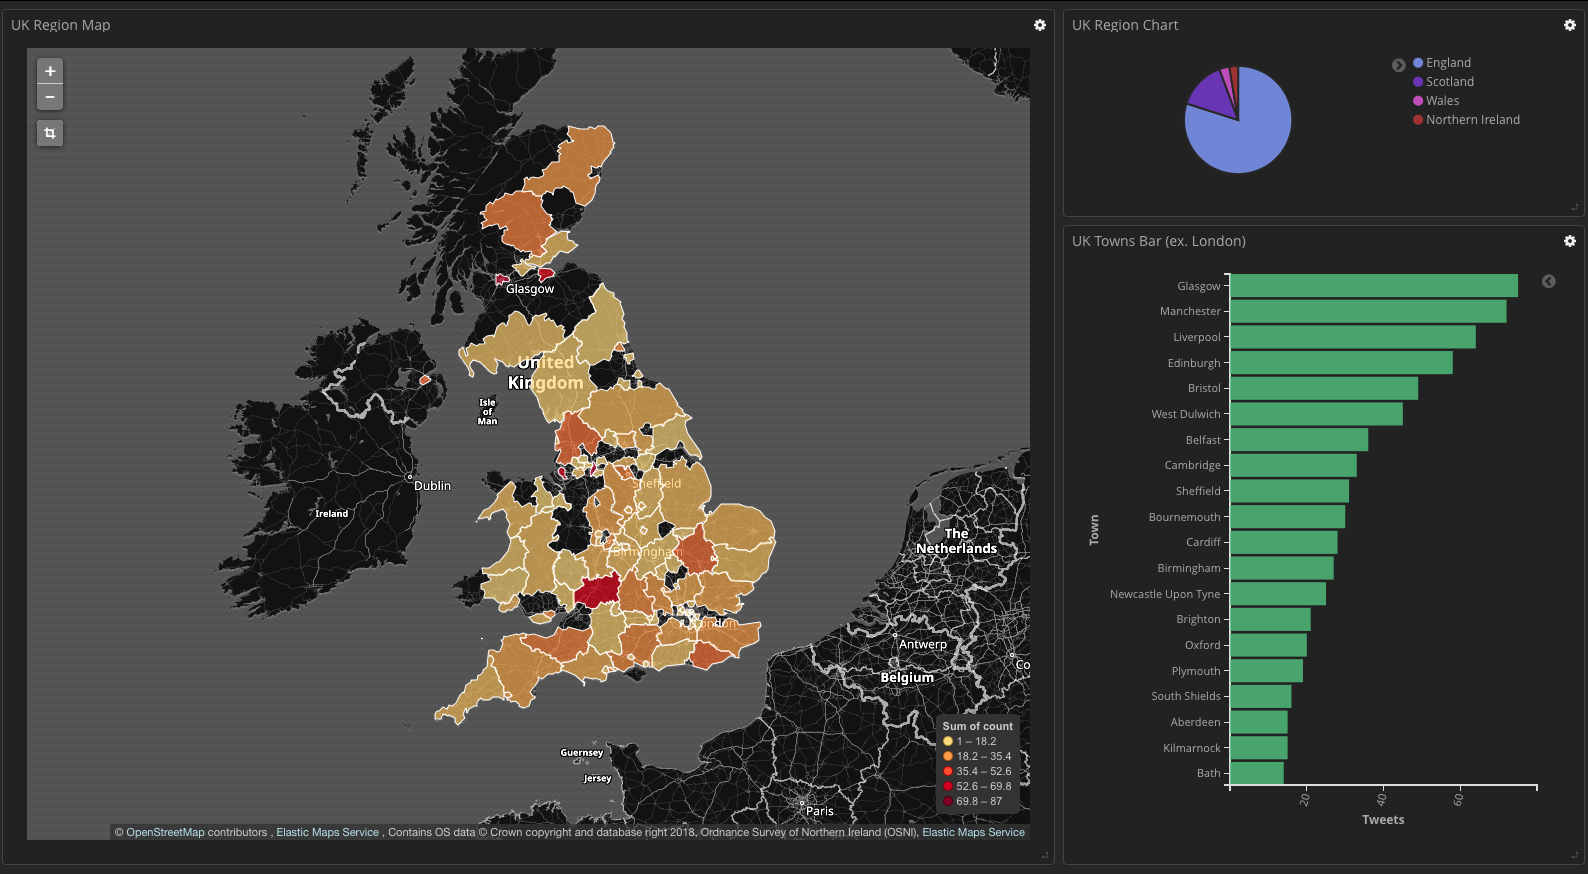 UK Region Map
+
−
Glasgow
United
Kingdom
Isle
of
Man
Dublin
Ireland
Sheffield
Birmingham
London
The
Netherlands
Antwerp
Belgium
Co
Guernsey
Jersey
Paris
Sum of count
1 – 18.2
18.2 – 35.4
35.4 – 52.6
52.6 – 69.8
69.8 – 87
© OpenStreetMap contributors , Elastic Maps Service , Contains OS data © Crown copyright and database right 2018, Ordnance Survey of Northern Ireland (OSNI), Elastic Maps Service
UK Region Chart
England
Scotland
Wales
Northern Ireland
UK Towns Bar (ex. London)
Town
Glasgow
Manchester
Liverpool
Edinburgh
Bristol
West Dulwich
Belfast
Cambridge
Sheffield
Bournemouth
Cardiff
Birmingham
Newcastle Upon Tyne
Brighton
Oxford
Plymouth
South Shields
Aberdeen
Kilmarnock
Bath
20
40
60
Tweets